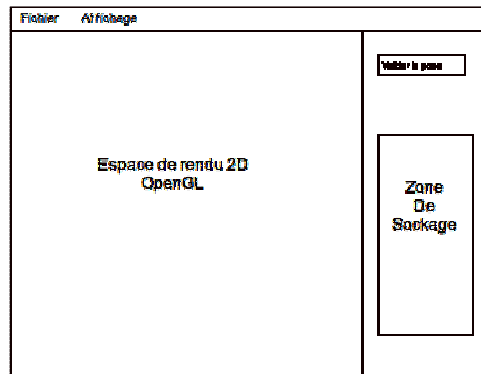 Fichier Affichage
Valider la pose
Espace de rendu 2D
OpenGL
Zone
De
Sockage